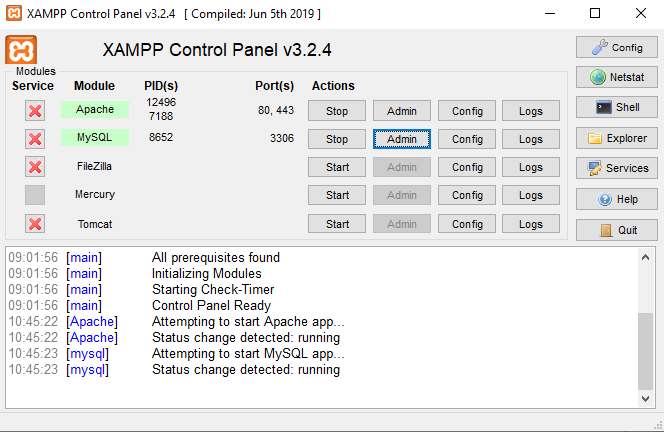 XAMPP Control Panel v3.2.4 [ Compiled: Jun 5th 2019 ]
XAMPP Control Panel v3.2.4
Config
Modules
Service Module PID(s) Port(s) Actions
Netstat
Apache 12496 7188 80, 443 Stop Admin Config Logs
Shell
MySQL 8652 3306 Stop Admin Config Logs
Explorer
FileZilla Start Admin Config Logs
Services
Mercury Start Admin Config Logs
Help
Tomcat Start Admin Config Logs
Quit
09:01:56 [main] All prerequisites found
09:01:56 [main] Initializing Modules
09:01:56 [main] Starting Check-Timer
09:01:56 [main] Control Panel Ready
10:45:22 [Apache] Attempting to start Apache app...
10:45:22 [Apache] Status change detected: running
10:45:23 [mysql] Attempting to start MySQL app...
10:45:23 [mysql] Status change detected: running